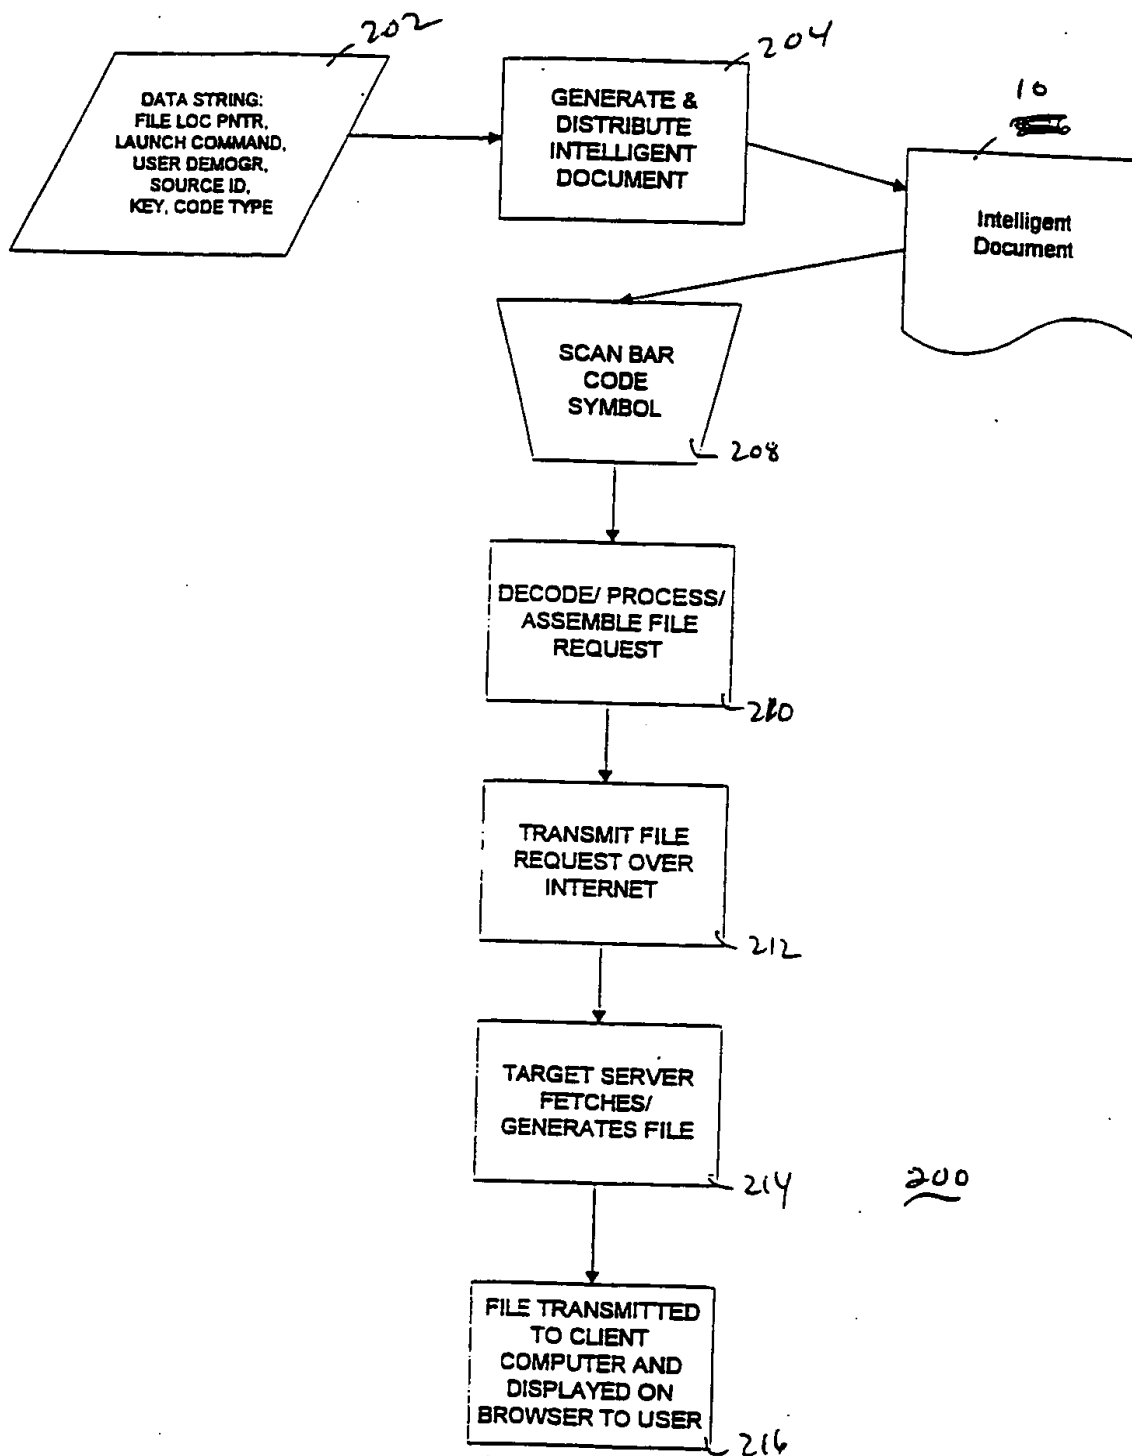 202
DATA STRING:
FILE LOC PNTR,
LAUNCH COMMAND,
USER DEMOGR,
SOURCE ID,
KEY, CODE TYPE
204
GENERATE &
DISTRIBUTE
INTELLIGENT
DOCUMENT
10
Intelligent
Document
SCAN BAR
CODE
SYMBOL
208
DECODE/ PROCESS/
ASSEMBLE FILE
REQUEST
210
TRANSMIT FILE
REQUEST OVER
INTERNET
212
TARGET SERVER
FETCHES/
GENERATES FILE
214
200
FILE TRANSMITTED
TO CLIENT
COMPUTER AND
DISPLAYED ON
BROWSER TO USER
216